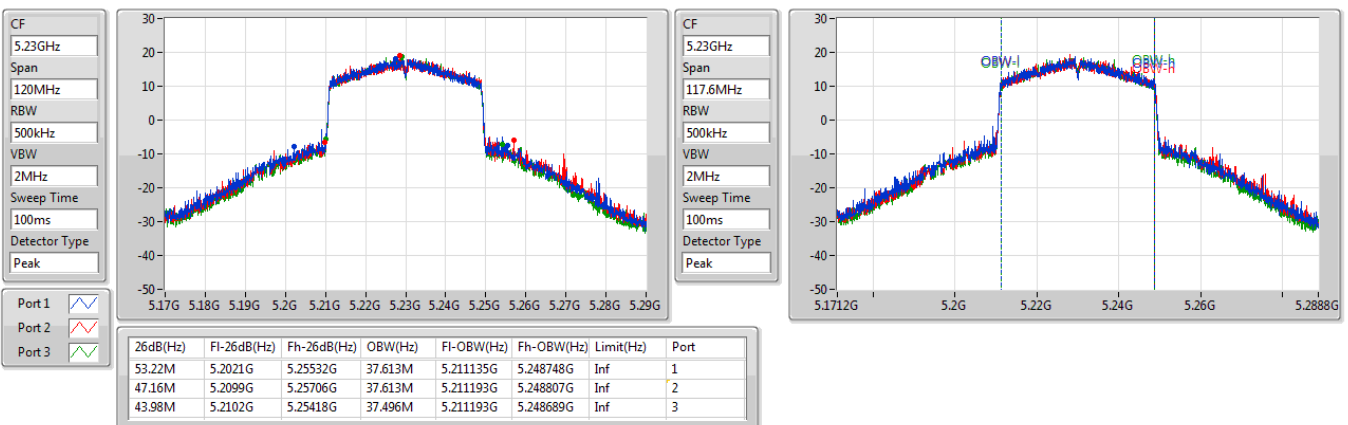 CF
5.23GHz
Span
120MHz
RBW
500kHz
VBW
2MHz
Sweep Time
100ms
Detector Type
Peak
30
20
10
0
-10
-20
-30
-40
-50
5.17G 5.18G 5.19G 5.2G 5.21G 5.22G 5.23G 5.24G 5.25G 5.26G 5.27G 5.28G 5.29G
CF
5.23GHz
Span
117.6MHz
RBW
500kHz
VBW
2MHz
Sweep Time
100ms
Detector Type
Peak
30
20
10
0
-10
-20
-30
-40
-50
OBW-l OBW-h
OBW-h
5.1712G 5.2G 5.22G 5.24G 5.26G 5.2888G
Port 1
Port 2
Port 3
26dB(Hz) Fl-26dB(Hz) Fh-26dB(Hz) OBW(Hz) Fl-OBW(Hz) Fh-OBW(Hz) Limit(Hz) Port
53.22M 5.2021G 5.25532G 37.613M 5.211135G 5.248748G Inf 1
47.16M 5.2099G 5.25706G 37.613M 5.211193G 5.248807G Inf 2
43.98M 5.2102G 5.25418G 37.496M 5.211193G 5.248689G Inf 3